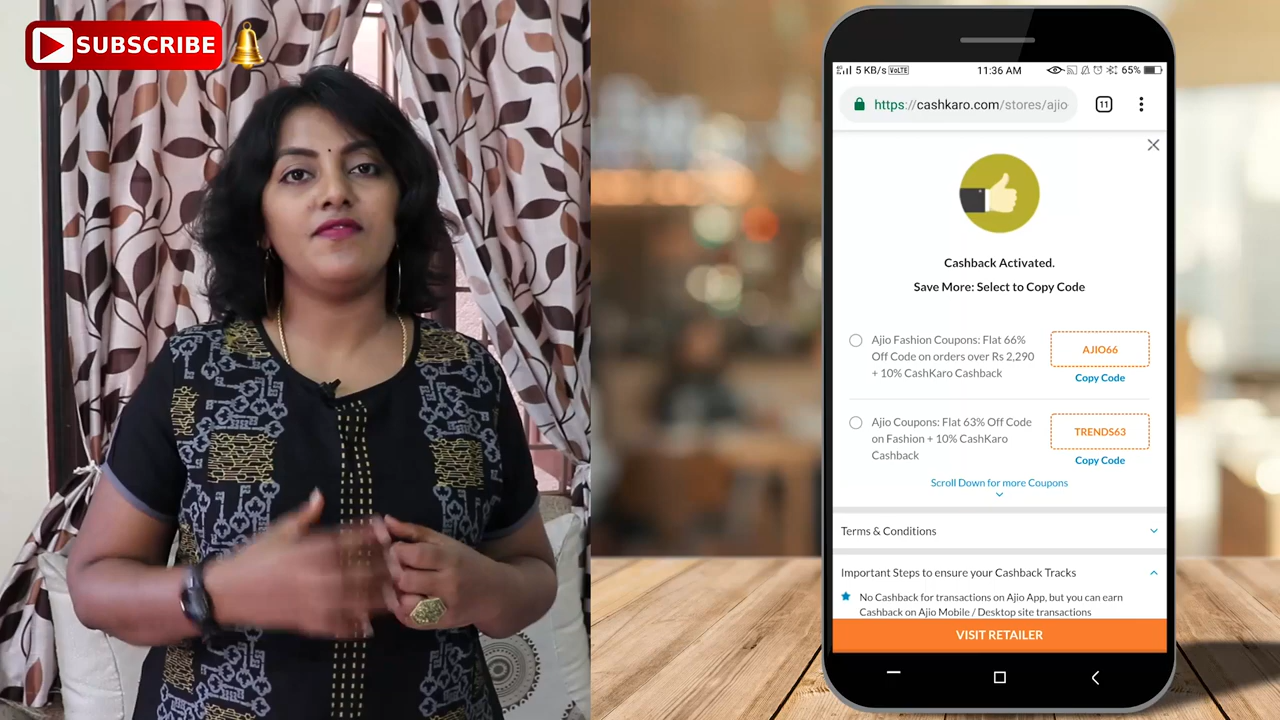 SUBSCRIBE
5 KB/s VoLTE 11:36 AM 65%
https://cashkaro.com/stores/ajio
11
Cashback Activated.
Save More: Select to Copy Code
Ajio Fashion Coupons: Flat 66%
Off Code on orders over Rs 2,290
+ 10% CashKaro Cashback
AJIO66
Copy Code
Ajio Coupons: Flat 63% Off Code
on Fashion + 10% CashKaro
Cashback
TRENDS63
Copy Code
Scroll Down for more Coupons
Terms & Conditions
Important Steps to ensure your Cashback Tracks
No Cashback for transactions on Ajio App, but you can earn
Cashback on Ajio Mobile / Desktop site transactions
VISIT RETAILER